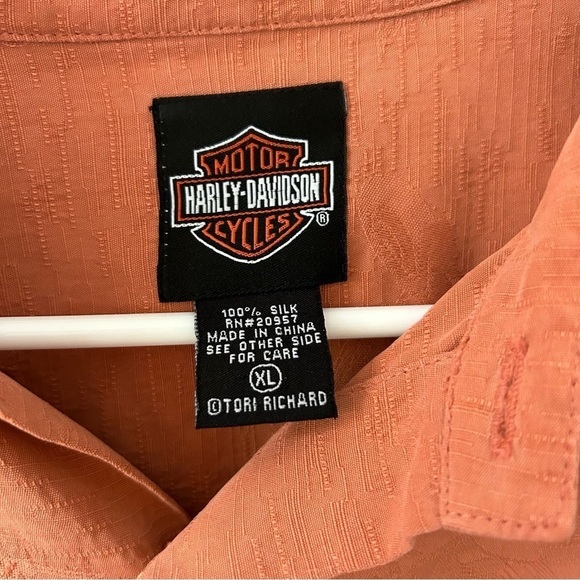 MOTOR
HARLEY-DAVIDSON
CYCLES
®
100% SILK
RN#20957
MADE IN CHINA
SEE OTHER SIDE
FOR CARE
XL
©TORI RICHARD